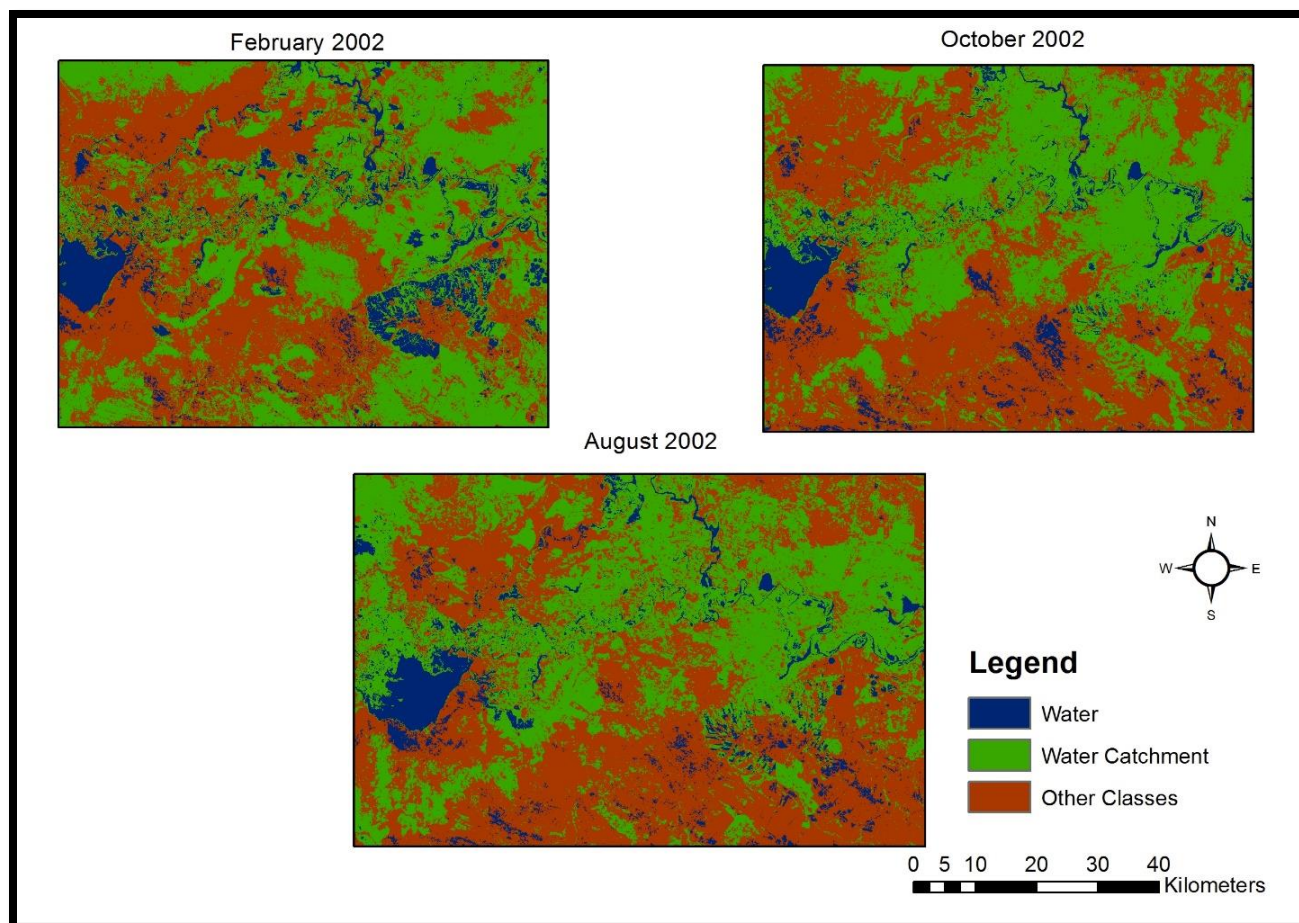 February 2002
October 2002
August 2002
N
W E
S
Legend
Water
Water Catchment
Other Classes
0 5 10 20 30 40
Kilometers